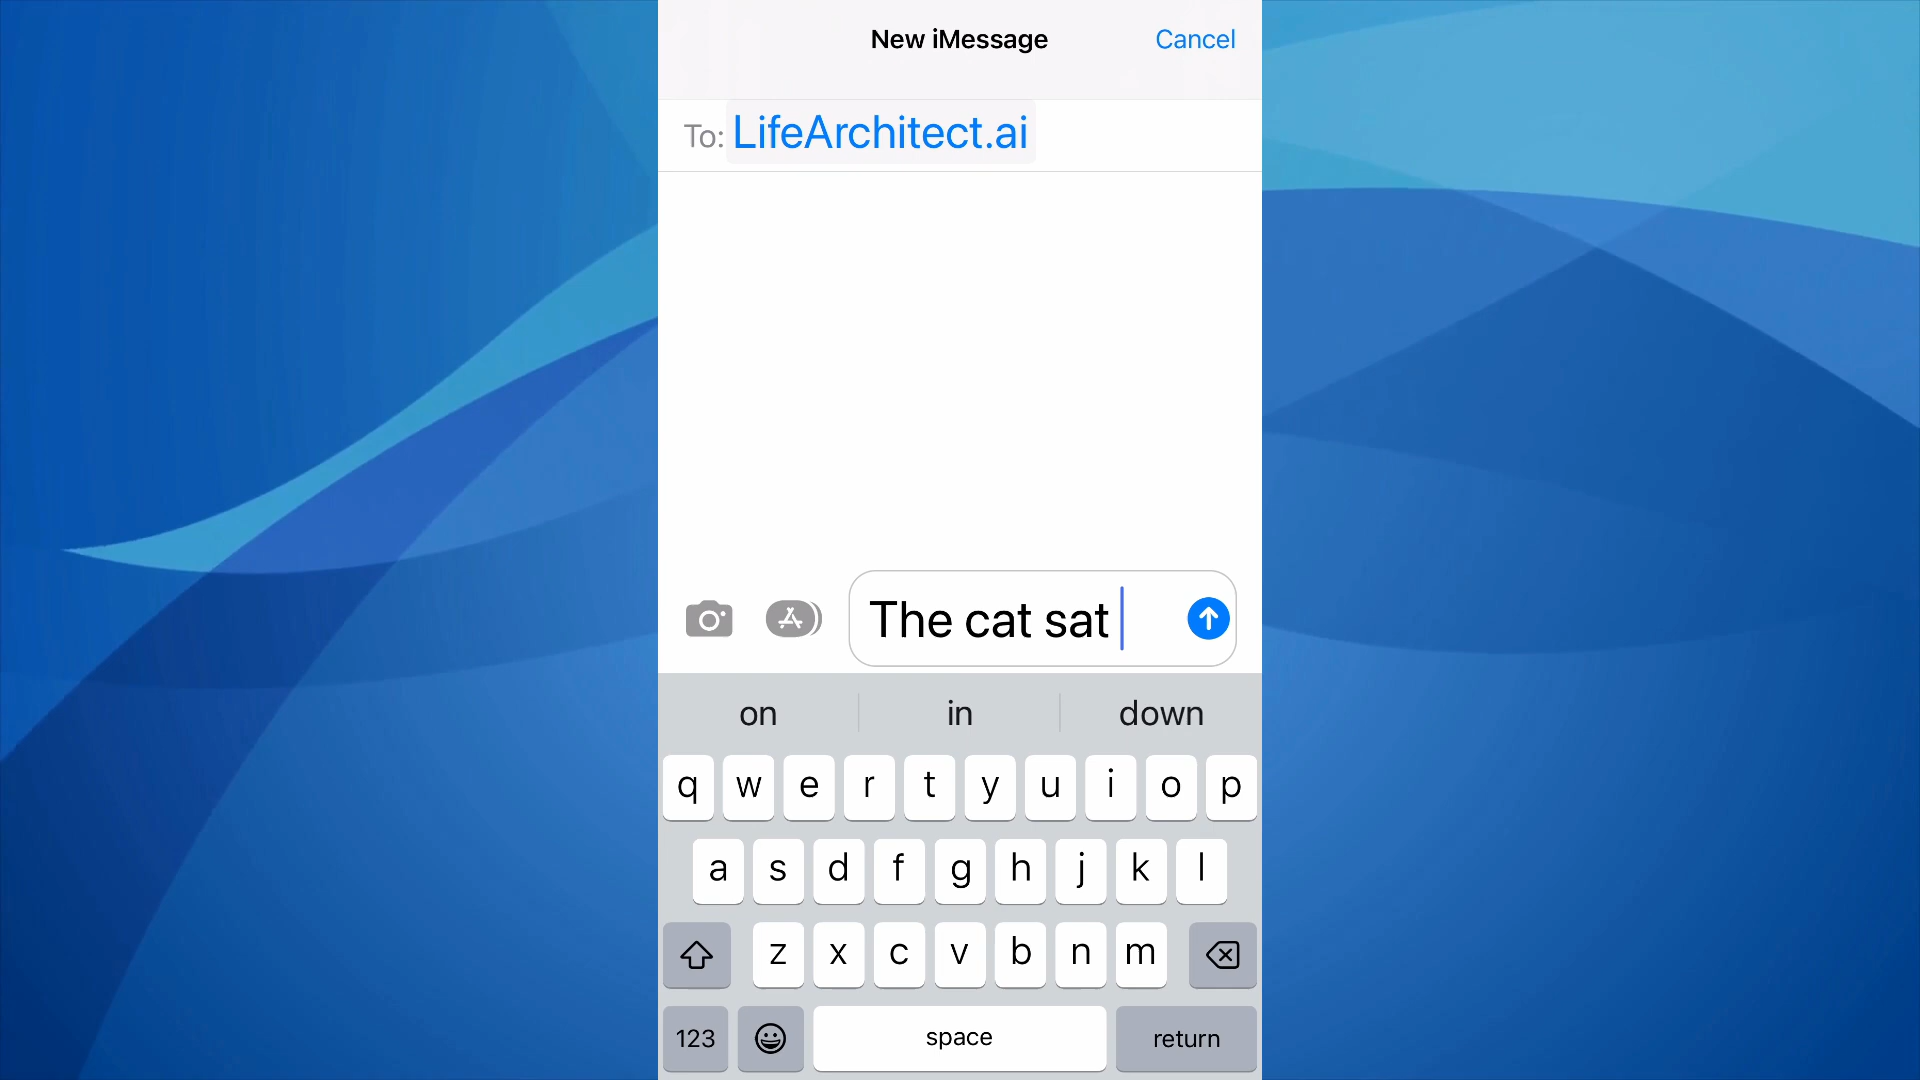 New iMessage Cancel
To: LifeArchitect.ai
The cat sat
on in down
q w e r t y u i o p
a s d f g h j k l
z x c v b n m
123 space return